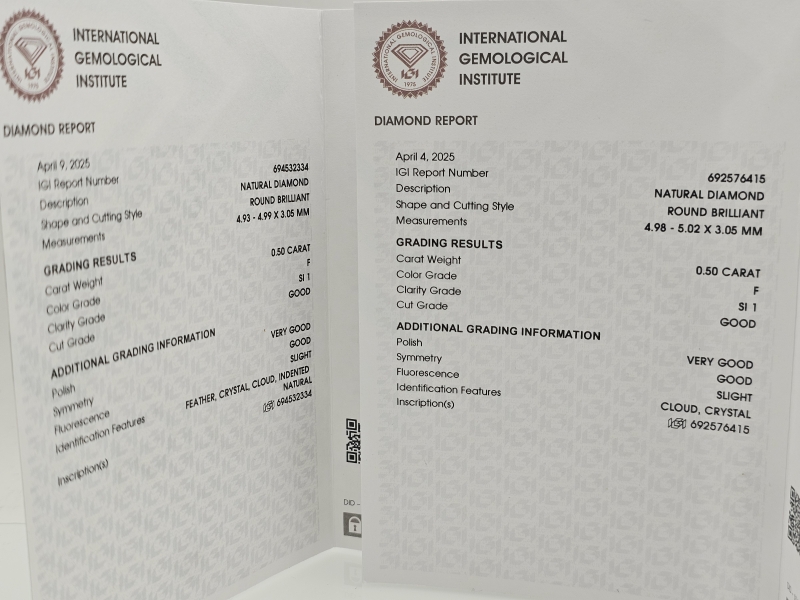 INTERNATIONAL
GEMOLOGICAL
INSTITUTE
DIAMOND REPORT
April 9, 2025
IGI Report Number 694532334
Description NATURAL DIAMOND
Shape and Cutting Style ROUND BRILLIANT
Measurements 4.93 - 4.99 X 3.05 MM
GRADING RESULTS
Carat Weight 0.50 CARAT
Color Grade F
Clarity Grade SI 1
Cut Grade GOOD
ADDITIONAL GRADING INFORMATION
Polish VERY GOOD
Symmetry GOOD
Fluorescence SLIGHT
Identification Features FEATHER, CRYSTAL, CLOUD, INDENTED
NATURAL
Inscription(s) IGI 694532334
DID -
INTERNATIONAL
GEMOLOGICAL
INSTITUTE
INTERNATIONAL GEMOLOGICAL INSTITUTE
IGI
1975
DIAMOND REPORT
April 4, 2025
IGI Report Number 692576415
Description NATURAL DIAMOND
Shape and Cutting Style ROUND BRILLIANT
Measurements 4.98 - 5.02 X 3.05 MM
GRADING RESULTS
Carat Weight 0.50 CARAT
Color Grade F
Clarity Grade SI 1
Cut Grade GOOD
ADDITIONAL GRADING INFORMATION
Polish VERY GOOD
Symmetry GOOD
Fluorescence SLIGHT
Identification Features CLOUD, CRYSTAL
Inscription(s) IGI 692576415